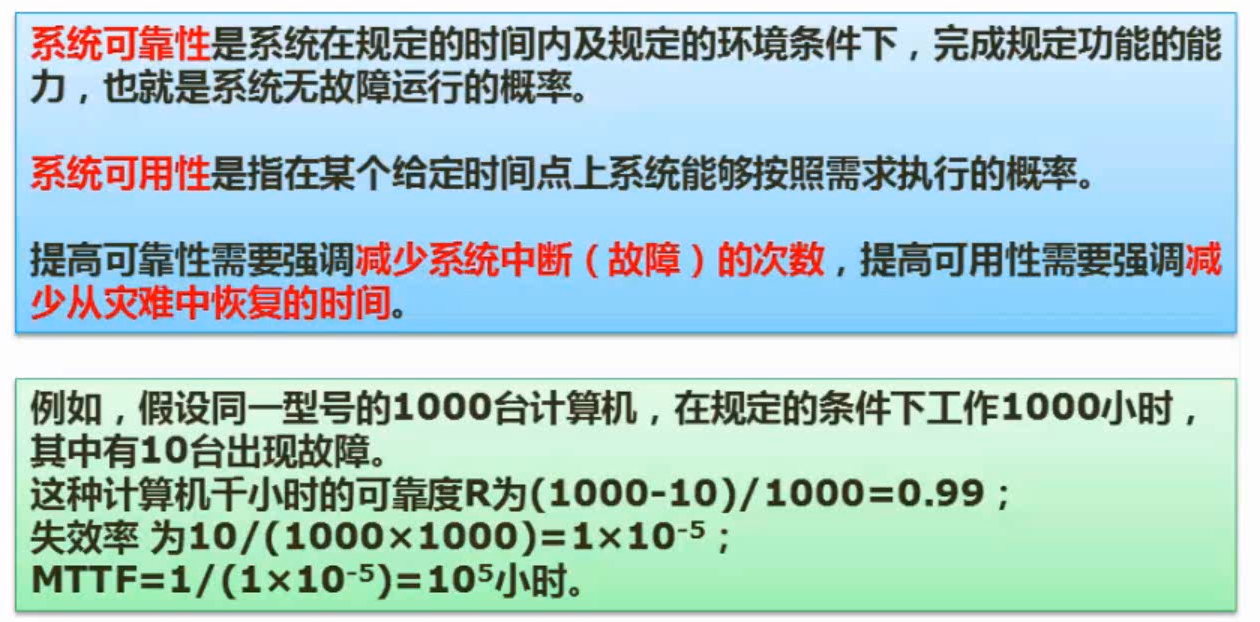 系统可靠性是系统在规定的时间内及规定的环境条件下，完成规定功能的能
力，也就是系统无故障运行的概率。
系统可用性是指在某个给定时间点上系统能够按照需求执行的概率。
提高可靠性需要强调减少系统中断（故障）的次数，提高可用性需要强调减
少从灾难中恢复的时间。
例如，假设同一型号的1000台计算机，在规定的条件下工作1000小时，
其中有10台出现故障。
这种计算机千小时的可靠度R为(1000-10)/1000=0.99；
失效率 为10/(1000×1000)=1×10⁻⁵；
MTTF=1/(1×10⁻⁵)=10⁵小时。